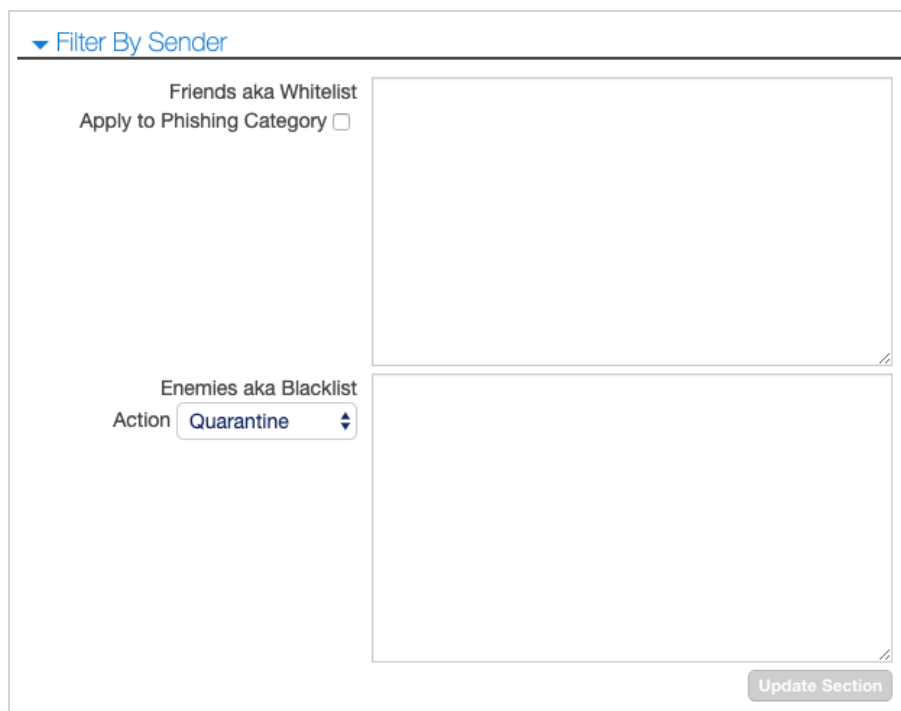 Filter By Sender
Friends aka Whitelist
Apply to Phishing Category
Enemies aka Blacklist
Action Quarantine
Update Section